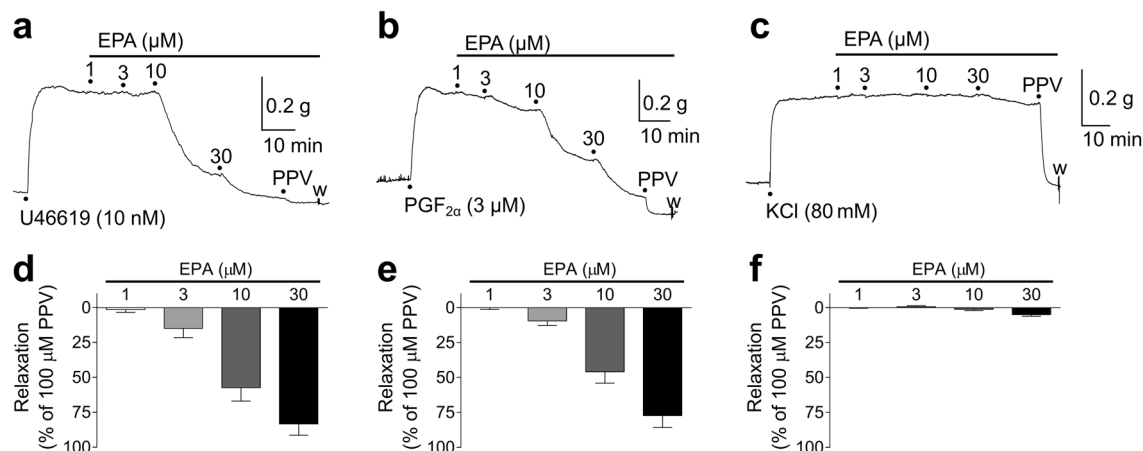 a
EPA (µM)
1 3 10
30
0.2 g
10 min
PPV
w
U46619 (10 nM)
b
EPA (µM)
1 3
10
30
0.2 g
10 min
PPV
w
PGF2α (3 µM)
c
EPA (µM)
1 3 10 30
PPV
0.2 g
10 min
w
KCl (80 mM)
d
EPA (µM)
1 3 10 30
0
25
50
75
100
Relaxation
(% of 100 µM PPV)
e
EPA (µM)
1 3 10 30
0
25
50
75
100
Relaxation
(% of 100 µM PPV)
f
EPA (µM)
1 3 10 30
0
25
50
75
100
Relaxation
(% of 100 µM PPV)